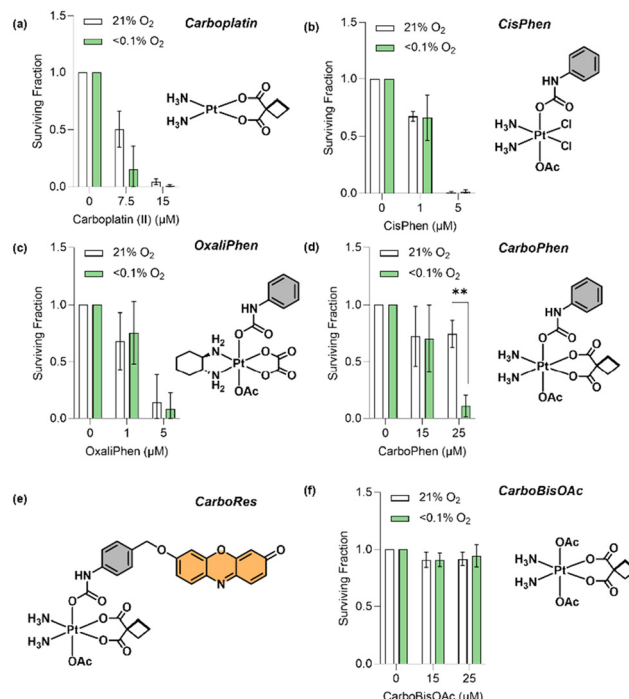 (a)
21% O2
<0.1% O2
Carboplatin
Surviving Fraction
1.5
1.0
0.5
0.0
0 7.5 15
Carboplatin (II) (µM)
H3N
H3N
Pt
O
O
O
O
(b)
21% O2
<0.1% O2
CisPhen
Surviving Fraction
1.5
1.0
0.5
0.0
0 1 5
CisPhen (µM)
N
H
O
O
H3N
H3N
Pt
Cl
Cl
OAc
(c)
OxaliPhen
21% O2
<0.1% O2
Surviving Fraction
1.5
1.0
0.5
0.0
0 1 5
OxaliPhen (µM)
N
H
O
O
H2
N
N
H2
Pt
O
O
O
O
OAc
(d)
CarboPhen
21% O2
<0.1% O2
**
Surviving Fraction
1.5
1.0
0.5
0.0
0 15 25
CarboPhen (µM)
N
H
O
O
H3N
H3N
Pt
O
O
O
O
OAc
(e)
CarboRes
O
O
O
N
N
H
O
O
H3N
H3N
Pt
O
O
O
O
OAc
(f)
CarboBisOAc
21% O2
<0.1% O2
Surviving Fraction
1.5
1.0
0.5
0.0
0 15 25
CarboBisOAc (µM)
OAc
H3N
H3N
Pt
O
O
O
O
OAc